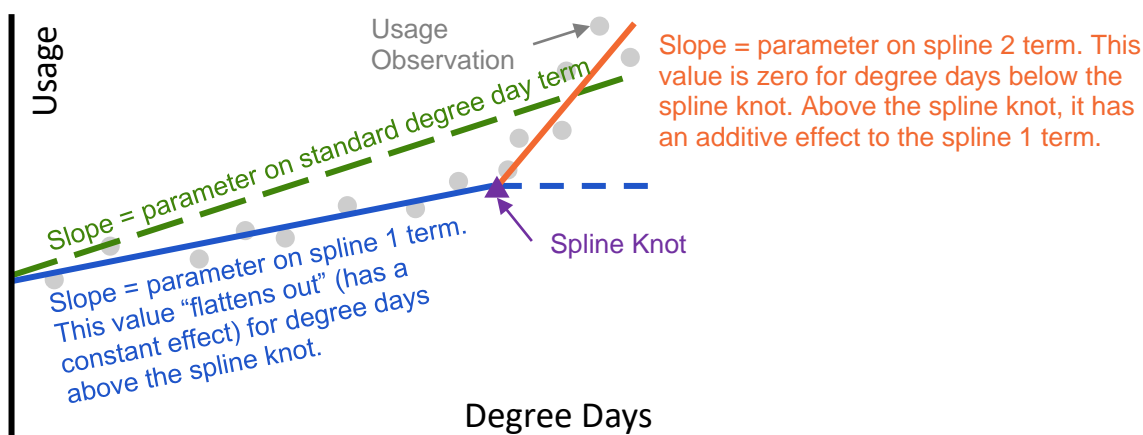 Usage
Usage
Observation
Slope = parameter on standard degree day term
Slope = parameter on spline 2 term. This
value is zero for degree days below the
spline knot. Above the spline knot, it has
an additive effect to the spline 1 term.
Spline Knot
Slope = parameter on spline 1 term.
This value “flattens out” (has a
constant effect) for degree days
above the spline knot.
Degree Days